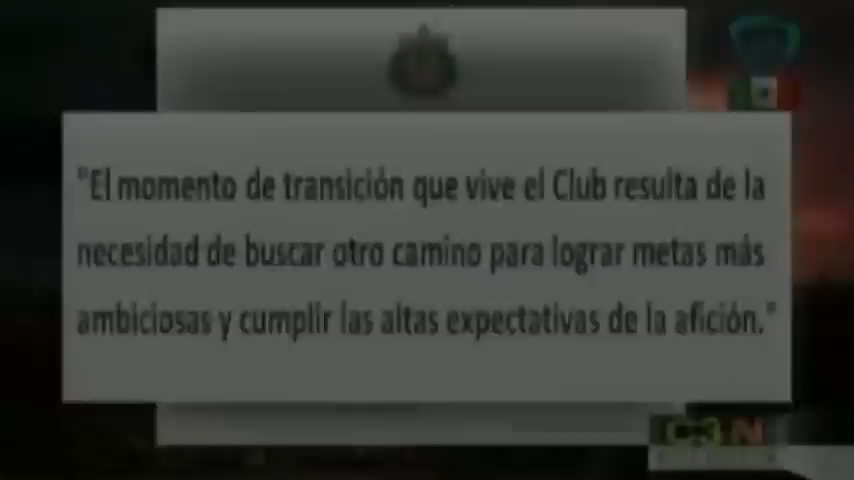 "El momento de transición que vive el Club resulta de la
necesidad de buscar otro camino para lograr metas más
ambiciosas y cumplir las altas expectativas de la afición."
C3N